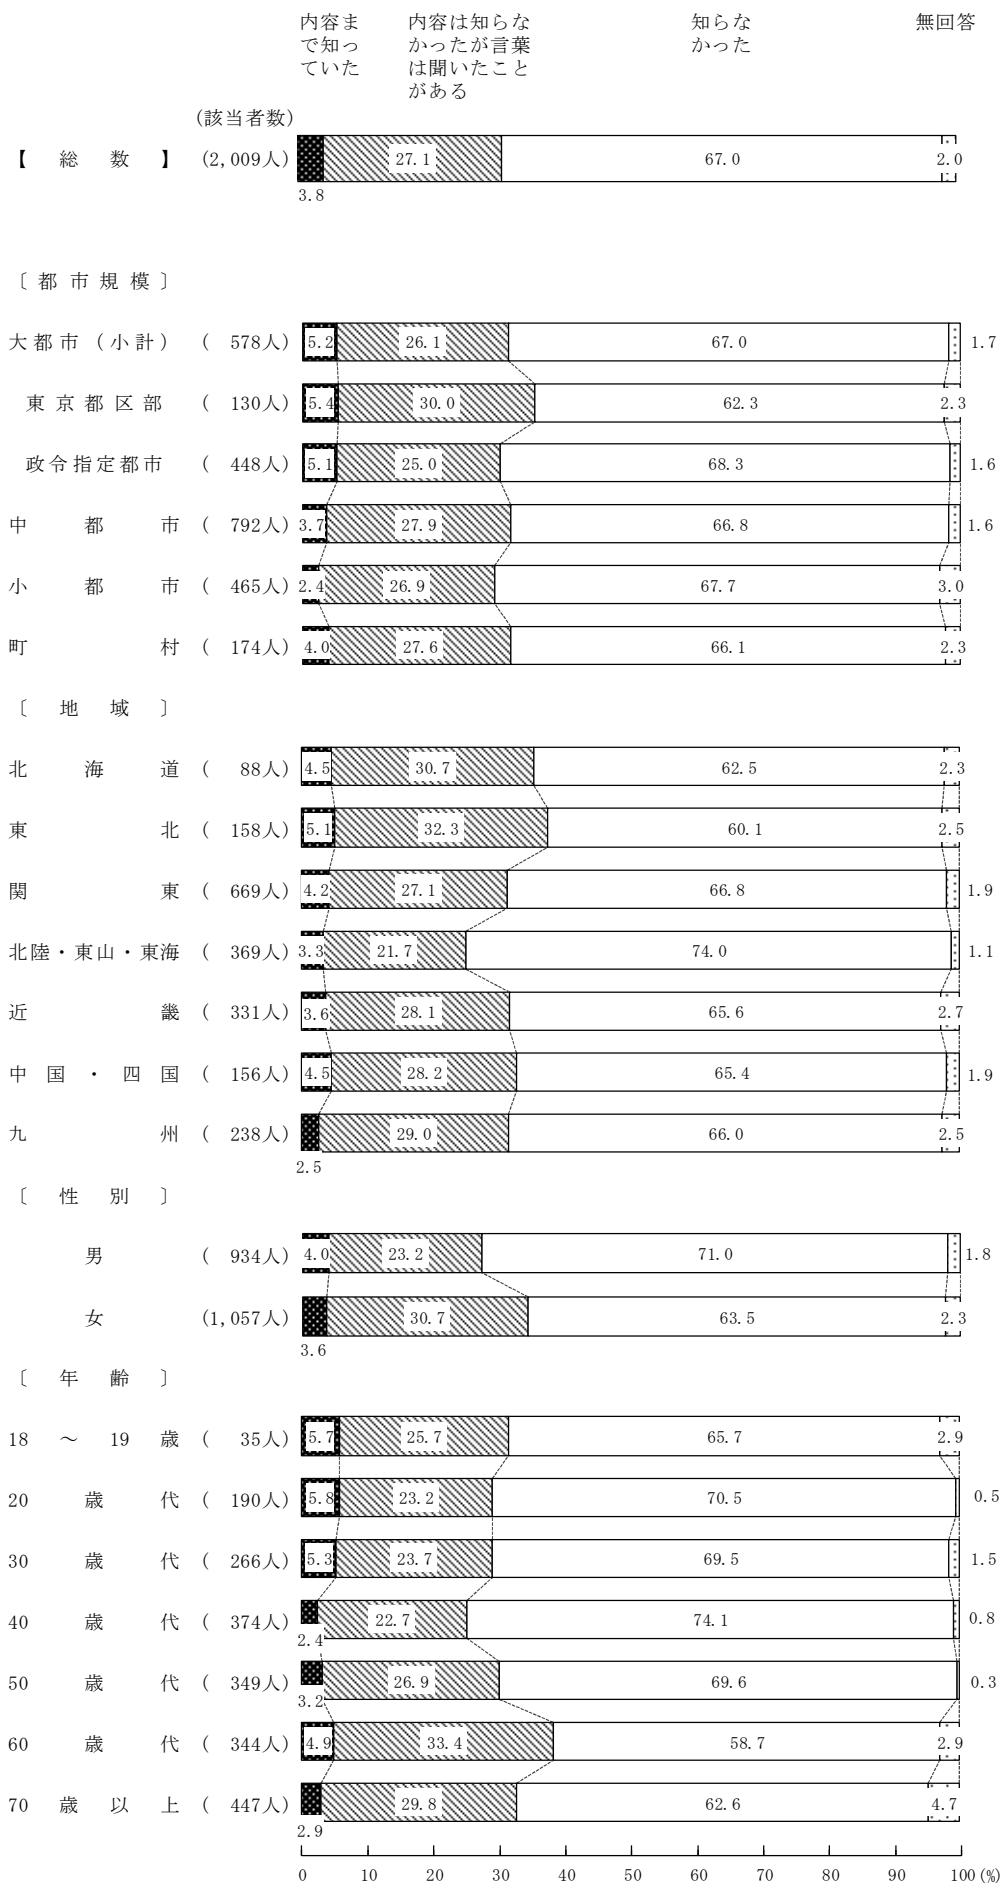 内容ま 内容は知らな 知らな 無回答
で知っ かったが言葉 かった
ていた は聞いたこと
がある
(該当者数)
【 総 数 】 (2,009人) 27.1 67.0 2.0
3.8
〔 都 市 規 模 〕
大都市(小計) ( 578人) 5.2 26.1 67.0 1.7
東京都区部 ( 130人) 5.4 30.0 62.3 2.3
政令指定都市 ( 448人) 5.1 25.0 68.3 1.6
中 都 市 ( 792人) 3.7 27.9 66.8 1.6
小 都 市 ( 465人) 2.4 26.9 67.7 3.0
町 村 ( 174人) 4.0 27.6 66.1 2.3
〔 地 域 〕
北 海 道 ( 88人) 4.5 30.7 62.5 2.3
東 北 ( 158人) 5.1 32.3 60.1 2.5
関 東 ( 669人) 4.2 27.1 66.8 1.9
北陸・東山・東海 ( 369人) 3.3 21.7 74.0 1.1
近 畿 ( 331人) 3.6 28.1 65.6 2.7
中 国 ・ 四 国 ( 156人) 4.5 28.2 65.4 1.9
九 州 ( 238人) 29.0 66.0 2.5
2.5
〔 性 別 〕
男 ( 934人) 4.0 23.2 71.0 1.8
女 (1,057人) 30.7 63.5 2.3
3.6
〔 年 齢 〕
18 ～ 19 歳 ( 35人) 5.7 25.7 65.7 2.9
20 歳 代 ( 190人) 5.8 23.2 70.5 0.5
30 歳 代 ( 266人) 5.3 23.7 69.5 1.5
40 歳 代 ( 374人) 22.7 74.1 0.8
2.4
50 歳 代 ( 349人) 26.9 69.6 0.3
3.2
60 歳 代 ( 344人) 4.9 33.4 58.7 2.9
70 歳 以 上 ( 447人) 29.8 62.6 4.7
2.9
0 10 20 30 40 50 60 70 80 90 100(%)